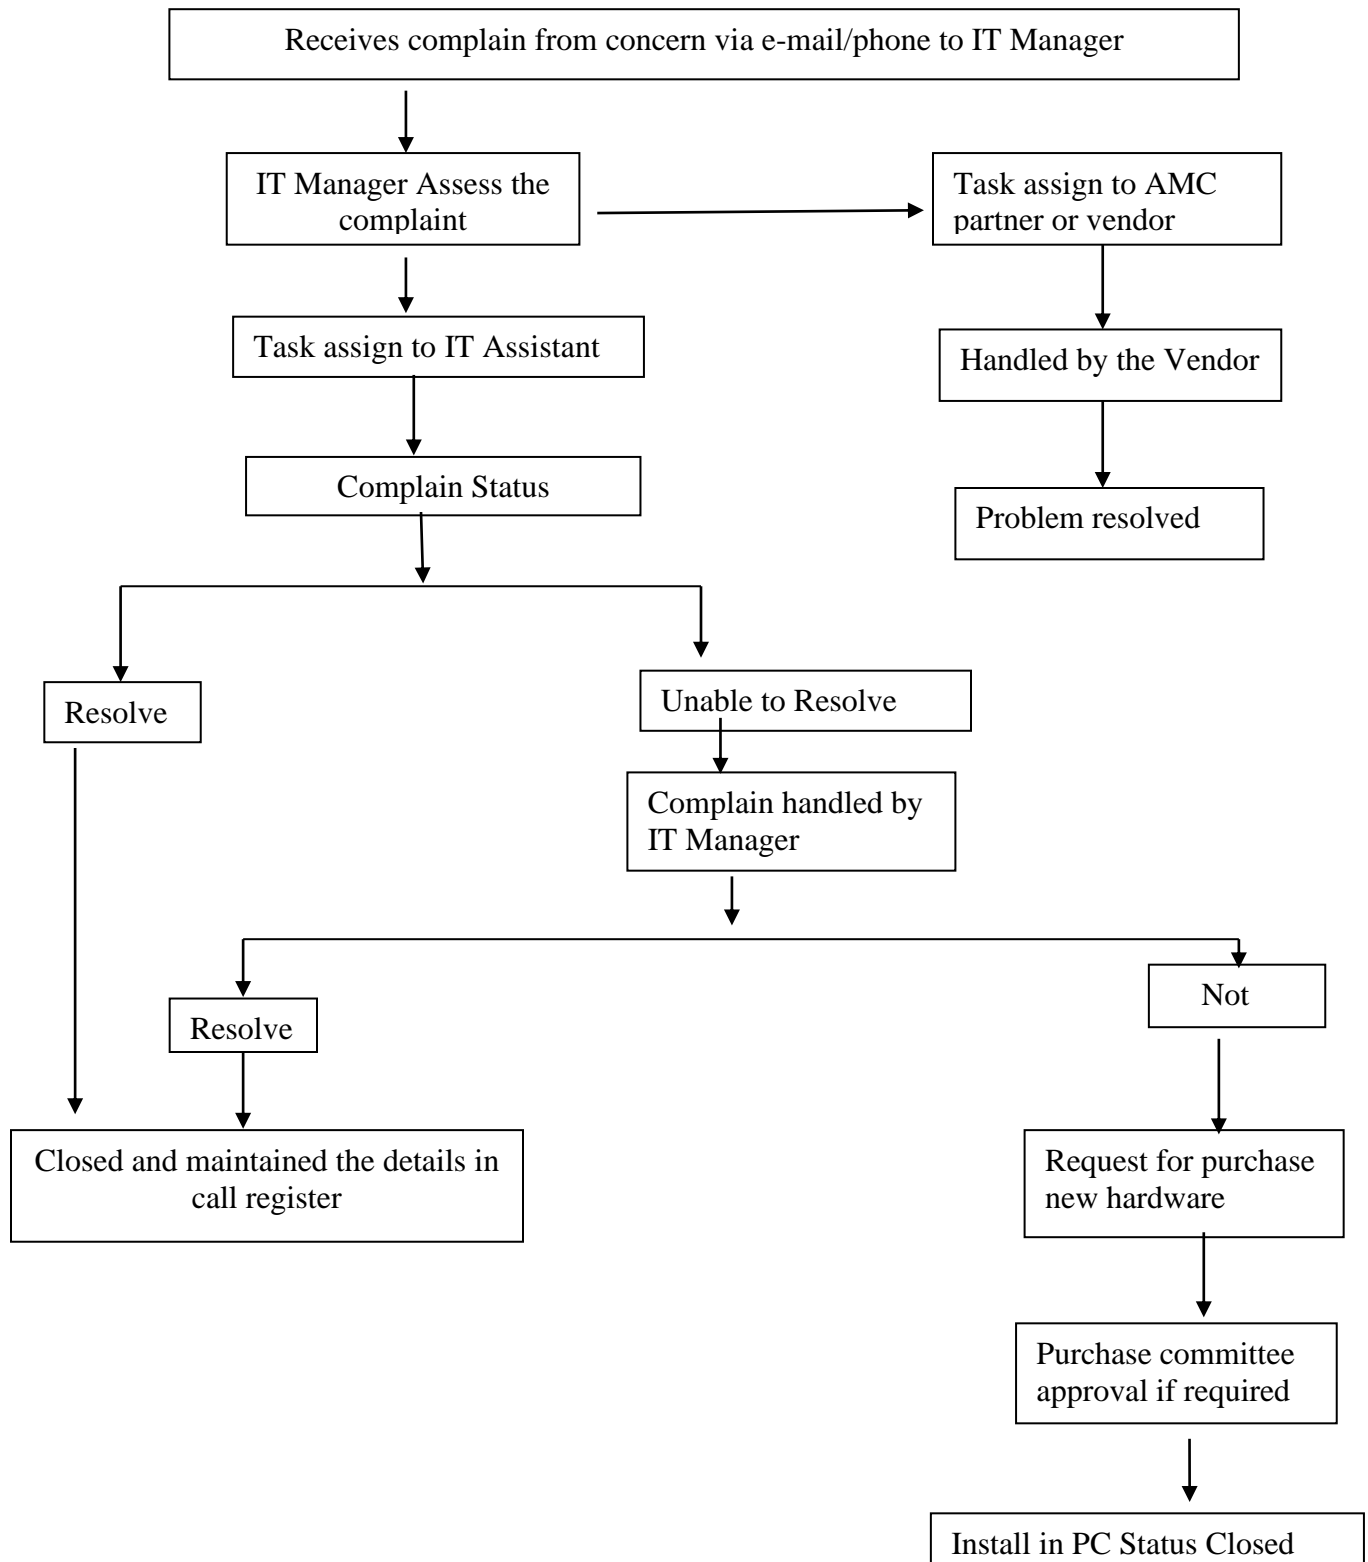 Receives complain from concern via e-mail/phone to IT Manager
IT Manager Assess the
complaint
Task assign to AMC
partner or vendor
Task assign to IT Assistant
Handled by the Vendor
Complain Status
Problem resolved
Resolve
Unable to Resolve
Complain handled by
IT Manager
Resolve
Not
Closed and maintained the details in
call register
Request for purchase
new hardware
Purchase committee
approval if required
Install in PC Status Closed